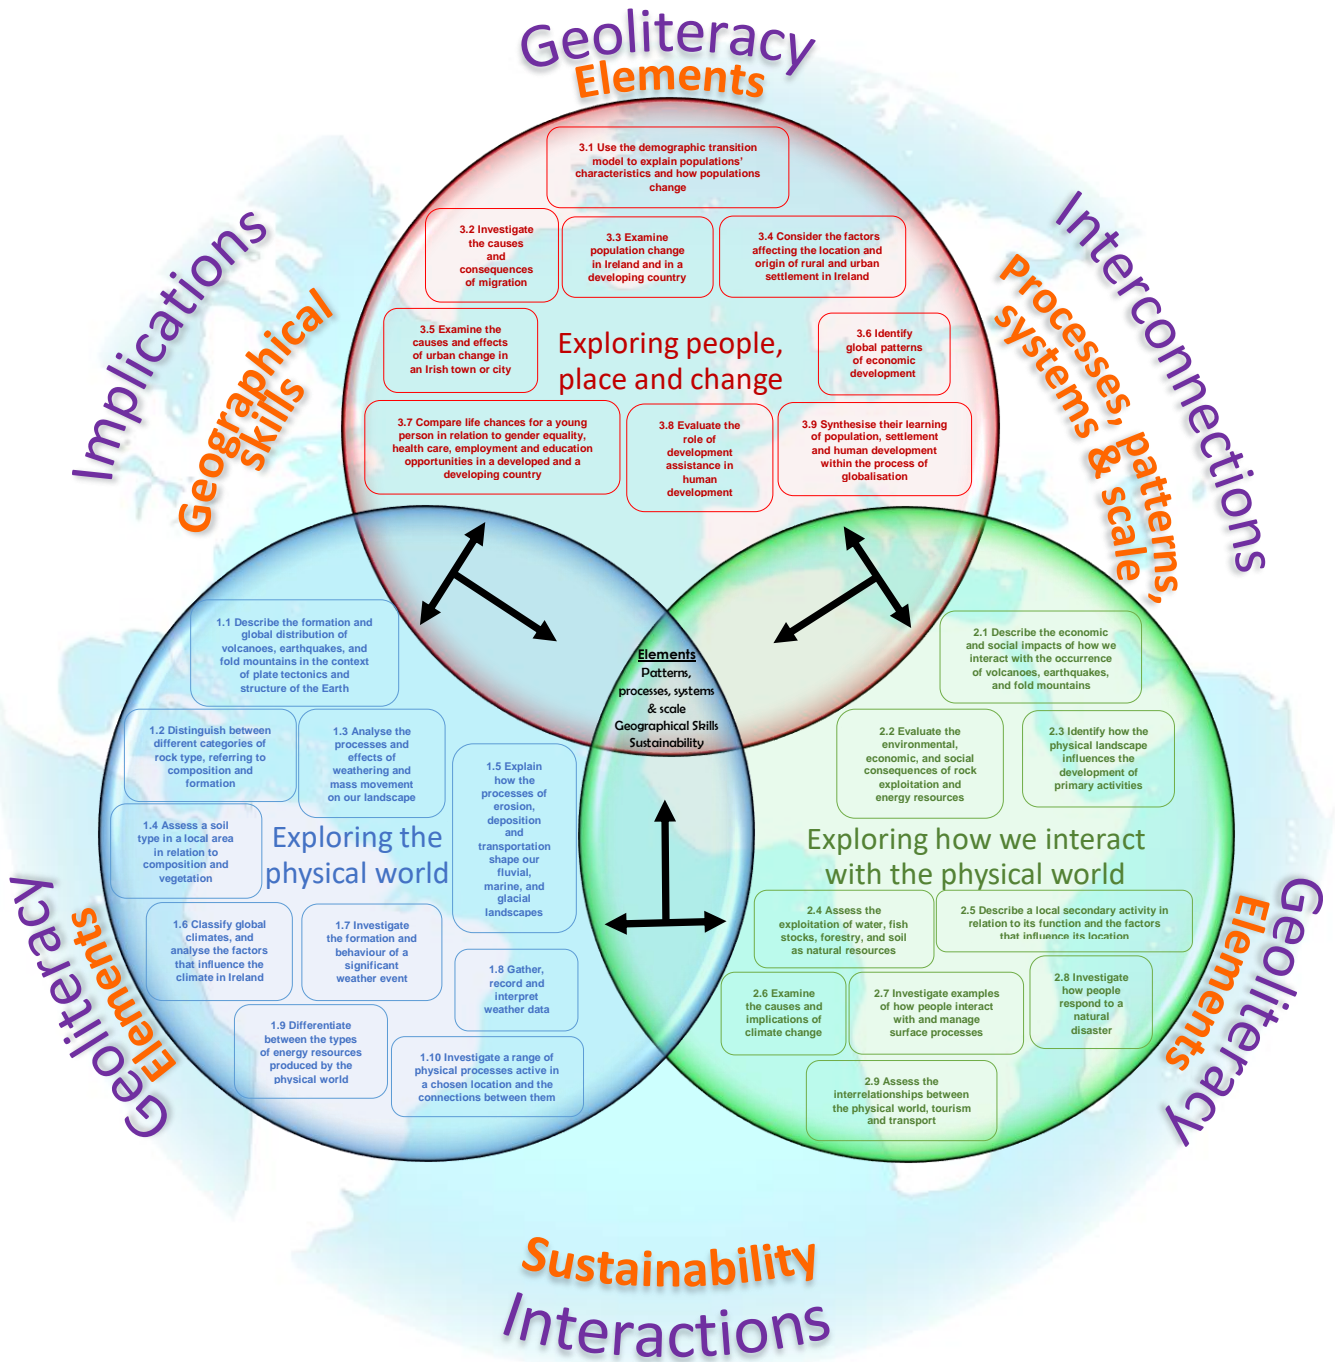 Geoliteracy
Elements
Implications
Geographical
skills
Interconnections
Processes, patterns,
systems & scale
3.1 Use the demographic transition
model to explain populations'
characteristics and how populations
change
3.2 Investigate
the causes
and
consequences
of migration
3.3 Examine
population change
in Ireland and in a
developing country
3.4 Consider the factors
affecting the location and
origin of rural and urban
settlement in Ireland
3.5 Examine the
causes and effects
of urban change in
an Irish town or city
Exploring people,
place and change
3.6 Identify
global patterns
of economic
development
3.7 Compare life chances for a young
person in relation to gender equality,
health care, employment and education
opportunities in a developed and a
developing country
3.8 Evaluate the
role of
development
assistance in
human
development
3.9 Synthesise their learning
of population, settlement
and human development
within the process of
globalisation
Elements
Patterns,
processes, systems
& scale
Geographical Skills
Sustainability
1.1 Describe the formation and
global distribution of
volcanoes, earthquakes, and
fold mountains in the context
of plate tectonics and
structure of the Earth
1.2 Distinguish between
different categories of
rock type, referring to
composition and
formation
1.3 Analyse the
processes and
effects of
weathering and
mass movement
on our landscape
1.4 Assess a soil
type in a local area
in relation to
composition and
vegetation
Exploring the
physical world
1.5 Explain
how the
processes of
erosion,
deposition
and
transportation
shape our
fluvial,
marine, and
glacial
landscapes
1.6 Classify global
climates, and
analyse the factors
that influence the
climate in Ireland
1.7 Investigate
the formation and
behaviour of a
significant
weather event
1.8 Gather,
record and
interpret
weather data
1.9 Differentiate
between the types
of energy resources
produced by the
physical world
1.10 Investigate a range of
physical processes active in
a chosen location and the
connections between them
2.1 Describe the economic
and social impacts of how we
interact with the occurrence
of volcanoes, earthquakes,
and fold mountains
2.2 Evaluate the
environmental,
economic, and social
consequences of rock
exploitation and
energy resources
2.3 Identify how the
physical landscape
influences the
development of
primary activities
Exploring how we interact
with the physical world
2.4 Assess the
exploitation of water, fish
stocks, forestry, and soil
as natural resources
2.5 Describe a local secondary activity in
relation to its function and the factors
that influence its location
2.6 Examine
the causes and
implications of
climate change
2.7 Investigate examples
of how people interact
with and manage
surface processes
2.8 Investigate
how people
respond to a
natural
disaster
2.9 Assess the
interrelationships between
the physical world, tourism
and transport
Geoliteracy
Elements
Geoliteracy
Elements
Sustainability
Interactions